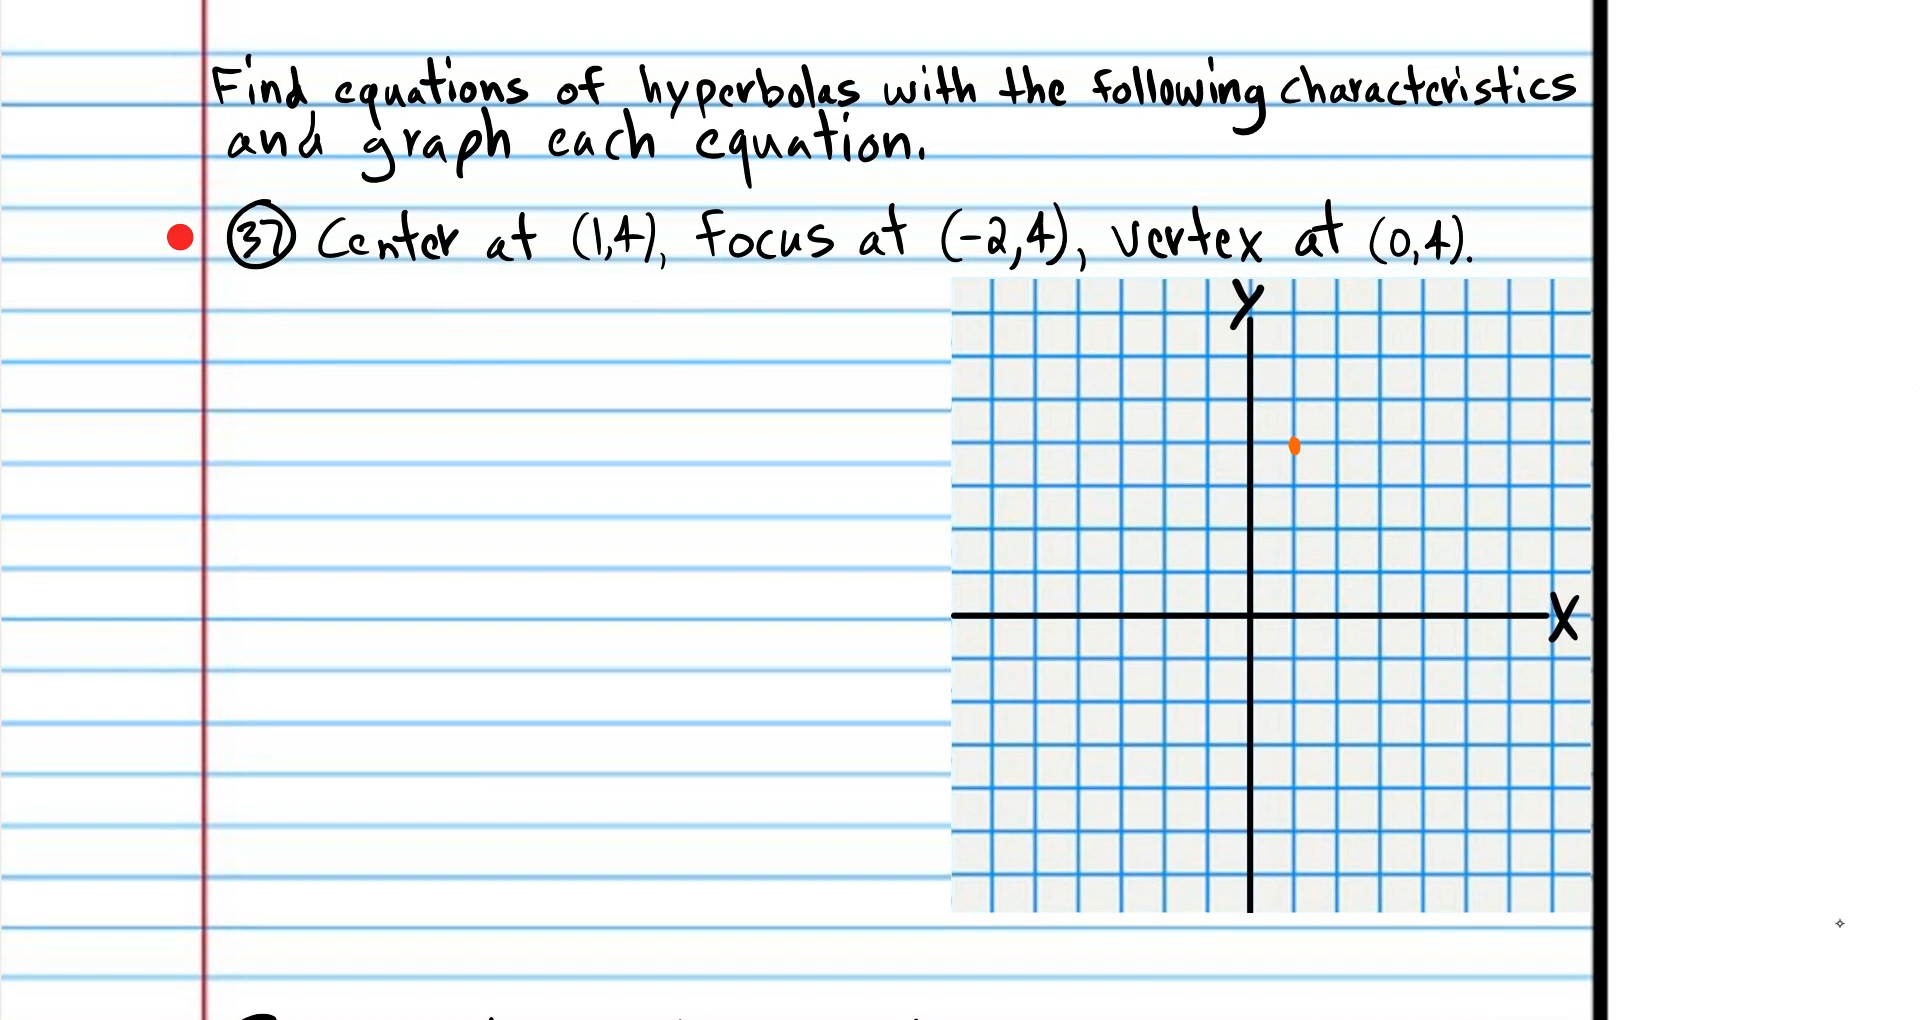 Find equations of hyperbolas with the following characteristics
and graph each equation.
37 Center at (1,4), focus at (-2,4), vertex at (0,4).
Y
X